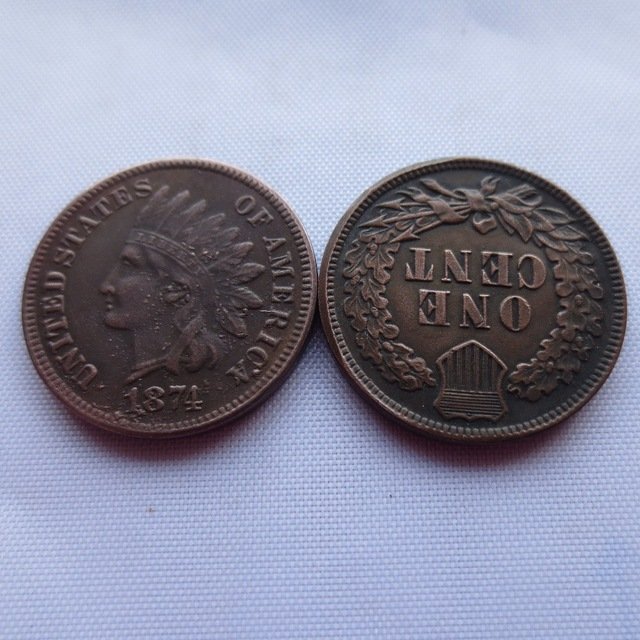 UNITED STATES OF AMERICA
1874
ONE
CENT